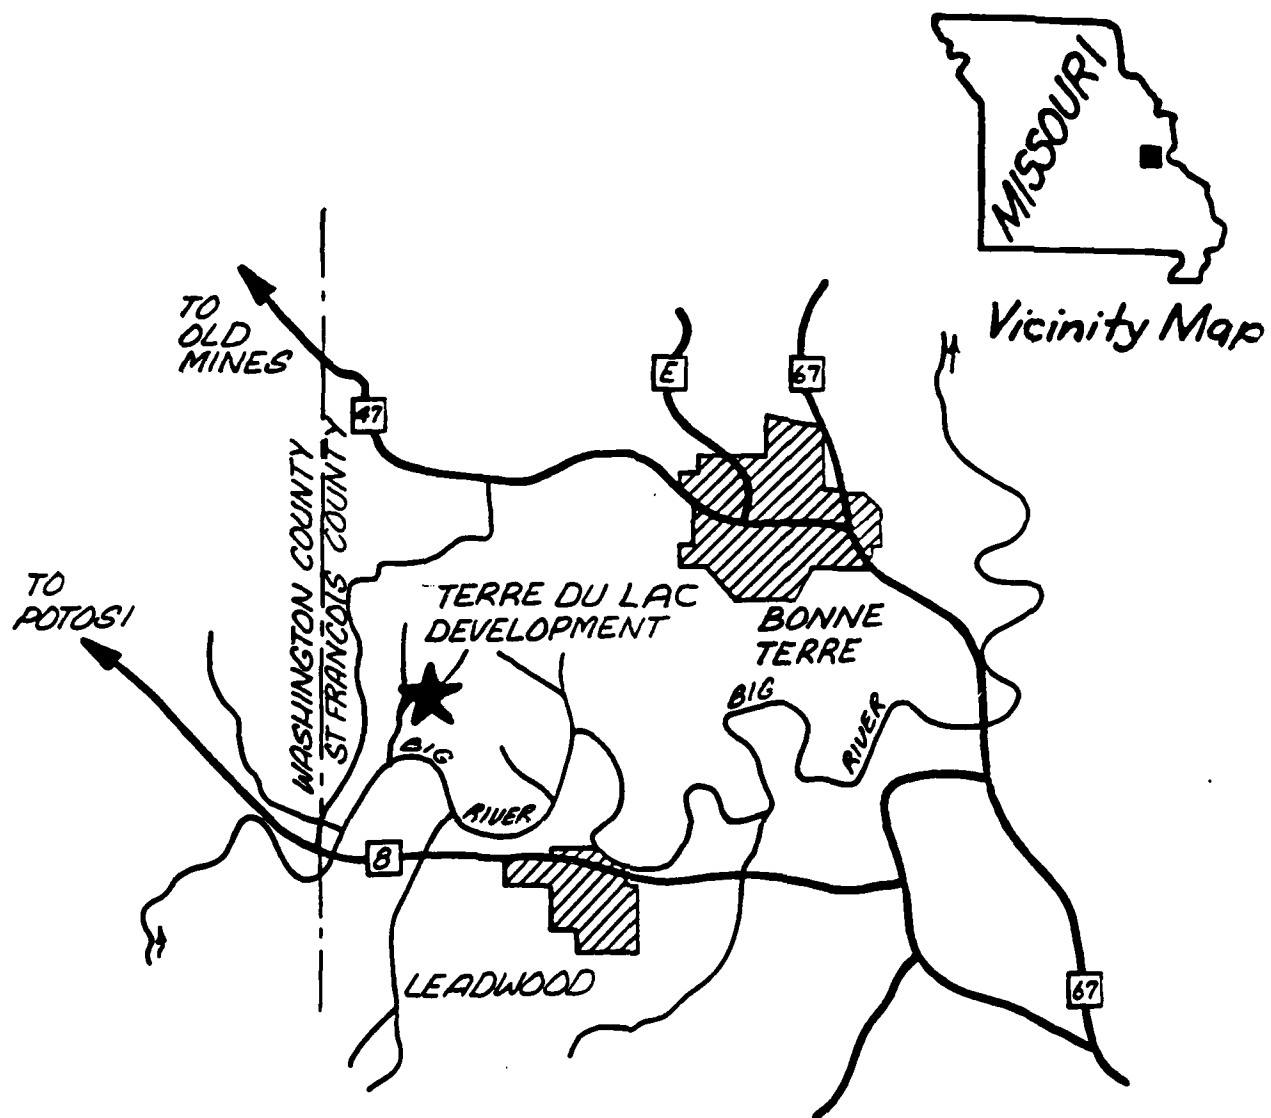 MISSOURI
Vicinity Map
TO
OLD
MINES
47
E
67
WASHINGTON COUNTY
ST FRANCOIS COUNTY
TO
POTOSI
TERRE DU LAC
DEVELOPMENT
BONNE
TERRE
BIG
RIVER
BIG
RIVER
8
LEADWOOD
67